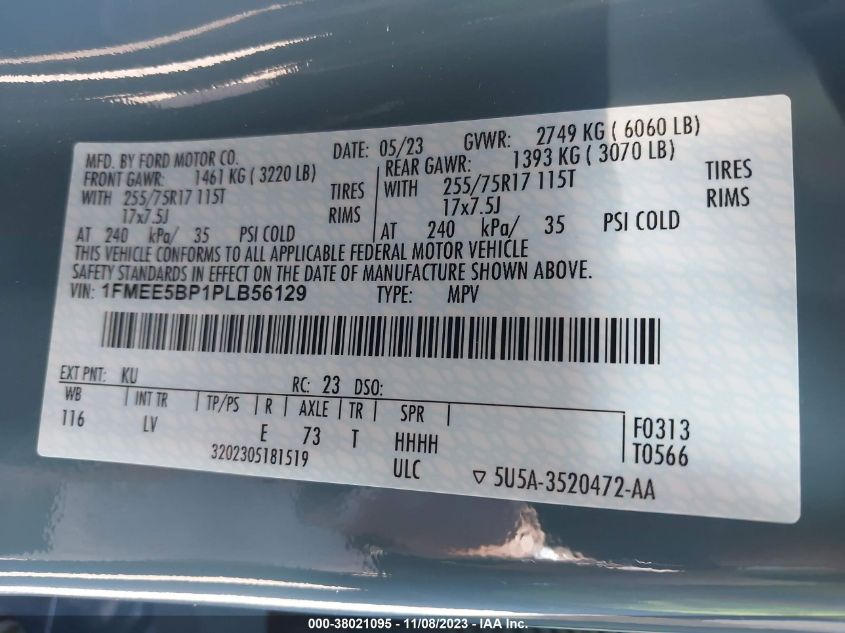 MFD. BY FORD MOTOR CO. DATE: 05/23 GVWR: 2749 KG ( 6060 LB)
FRONT GAWR: 1461 KG ( 3220 LB) REAR GAWR: 1393 KG ( 3070 LB)
WITH 255/75R17 115T TIRES WITH 255/75R17 115T TIRES
17x7.5J RIMS 17x7.5J RIMS
AT 240 kPa/ 35 PSI COLD AT 240 kPa/ 35 PSI COLD
THIS VEHICLE CONFORMS TO ALL APPLICABLE FEDERAL MOTOR VEHICLE
SAFETY STANDARDS IN EFFECT ON THE DATE OF MANUFACTURE SHOWN ABOVE.
VIN: 1FMEE5BP1PLB56129 TYPE: MPV
EXT PNT: KU RC: 23 DSO:
WB INT TR TP/PS R AXLE TR SPR
116 LV E 73 T HHHH
F0313
T0566
3202305181519 ULC ▽ 5U5A-3520472-AA
000-38021095 - 11/08/2023 - IAA Inc.